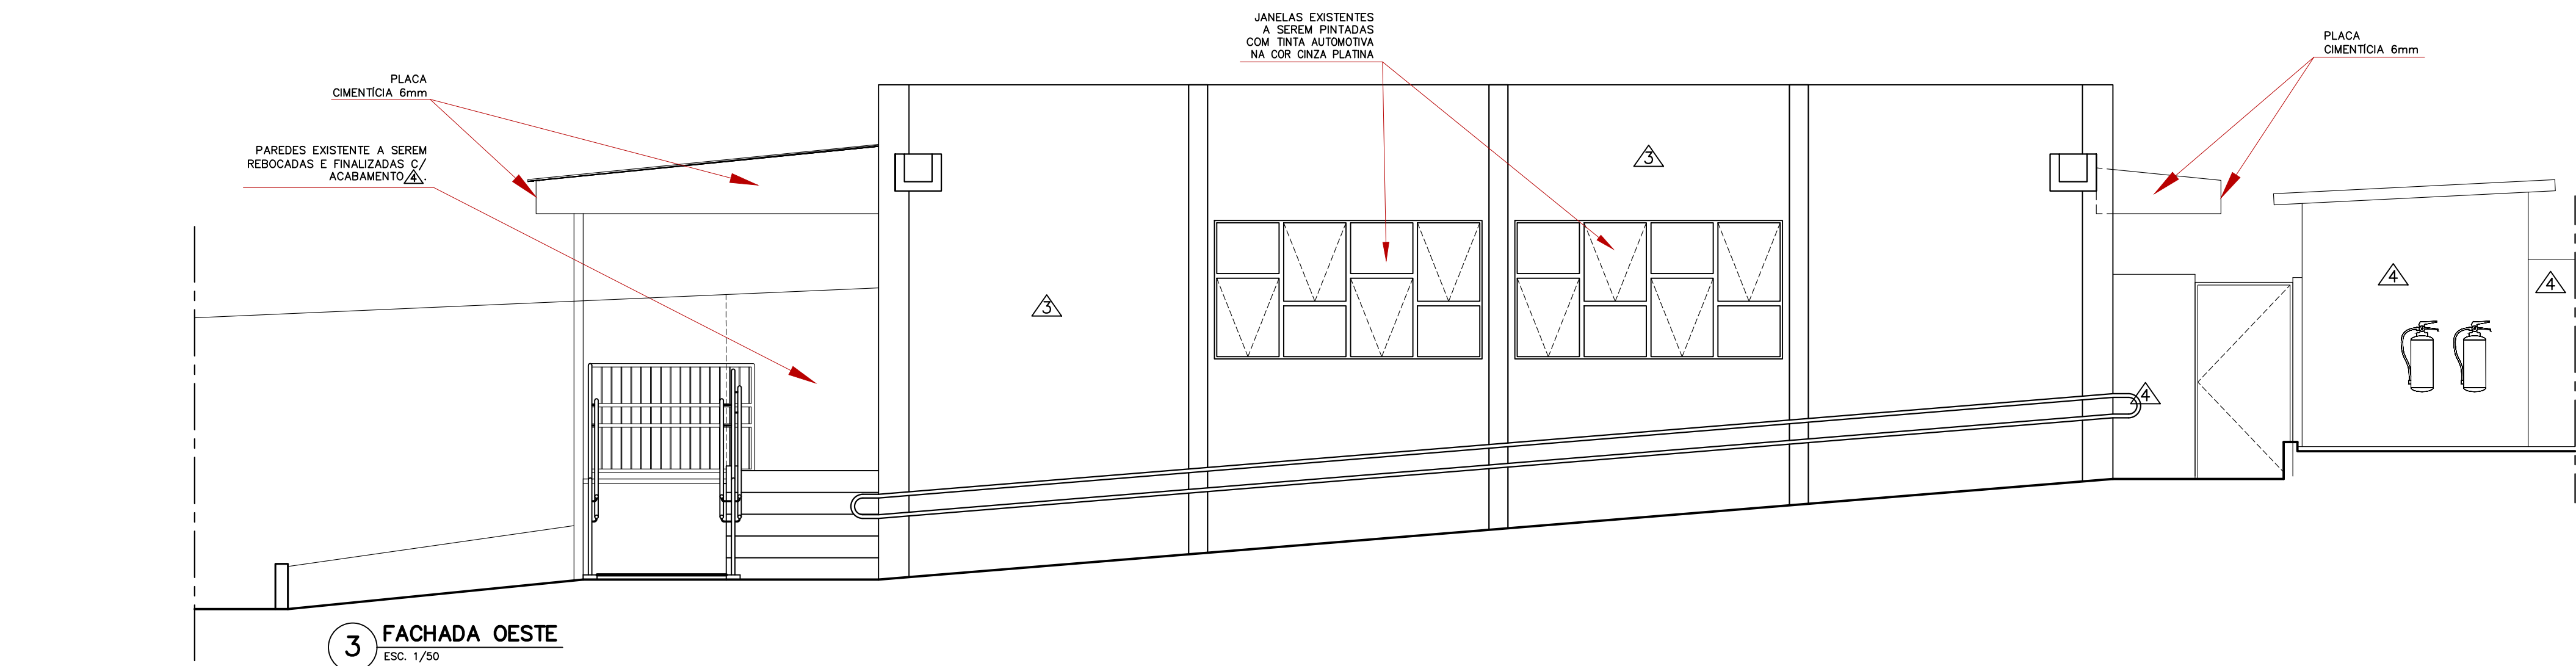 PLACA
CIMENTÍCIA 6mm
PAREDES EXISTENTE A SEREM
REBOCADAS E FINALIZADAS C/
ACABAMENTO 4.
JANELAS EXISTENTES
A SEREM PINTADAS
COM TINTA AUTOMOTIVA
NA COR CINZA PLATINA
PLACA
CIMENTÍCIA 6mm
3
3
4
4
4
3 FACHADA OESTE
ESC. 1/50